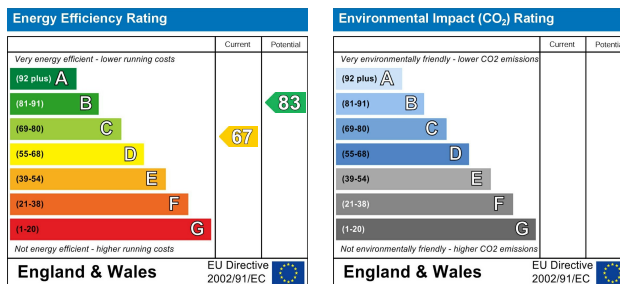 Energy Efficiency Rating
Current Potential
Very energy efficient - lower running costs
(92 plus) A
(81-91) B
83
(69-80) C
67
(55-68) D
(39-54) E
(21-38) F
(1-20) G
Not energy efficient - higher running costs
England & Wales
EU Directive
2002/91/EC
Environmental Impact (CO₂) Rating
Current Potential
Very environmentally friendly - lower CO2 emissions
(92 plus) A
(81-91) B
(69-80) C
(55-68) D
(39-54) E
(21-38) F
(1-20) G
Not environmentally friendly - higher CO2 emissions
England & Wales
EU Directive
2002/91/EC